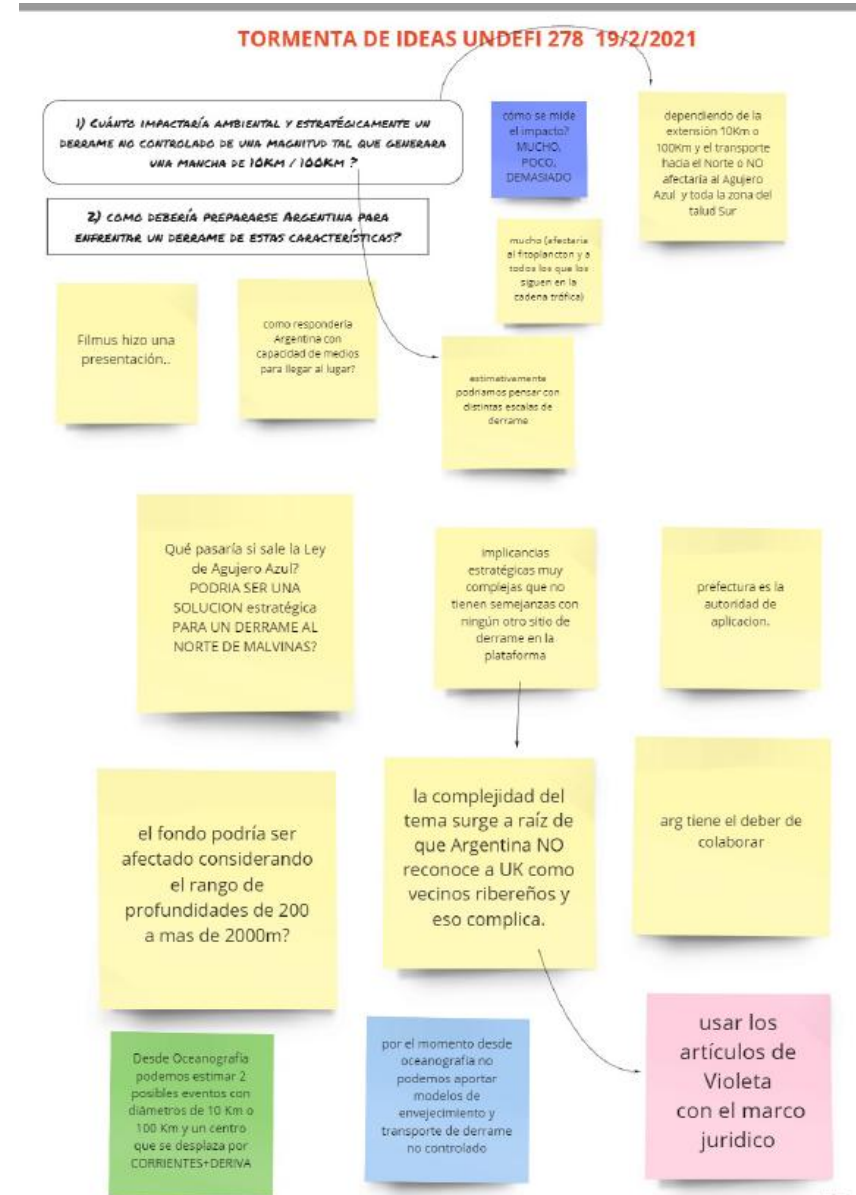 TORMENTA DE IDEAS UNDEFI 278 19/2/2021
1) CUÁNTO IMPACTARÍA AMBIENTAL Y ESTRATÉGICAMENTE UN
DERRAME NO CONTROLADO DE UNA MAGNITUD TAL QUE GENERARA
UNA MANCHA DE 10KM / 100KM ?
2) COMO DEBERÍA PREPARARSE ARGENTINA PARA
ENFRENTAR UN DERRAME DE ESTAS CARACTERÍSTICAS?
cómo se mide
el impacto?
MUCHO,
POCO,
DEMASIADO
dependiendo de la
extensión 10Km o
100Km y el transporte
hacia el Norte o NO
afectaría al Agujero
Azul y toda la zona del
talud Sur
mucho (afectaria
al fitoplancton y a
todos los que los
siguen en la
cadena trófica)
Filmus hizo una
presentación..
como respondería
Argentina con
capacidad de medios
para llegar al lugar?
estimativamente
podriamos pensar con
distintas escalas de
derrame
Qué pasaría si sale la Ley
de Agujero Azul?
PODRIA SER UNA
SOLUCION estratégica
PARA UN DERRAME AL
NORTE DE MALVINAS?
implicancias
estratégicas muy
complejas que no
tienen semejanzas con
ningún otro sitio de
derrame en la
plataforma
prefectura es la
autoridad de
aplicacion.
el fondo podría ser
afectado considerando
el rango de
profundidades de 200
a mas de 2000m?
la complejidad del
tema surge a raíz de
que Argentina NO
reconoce a UK como
vecinos ribereños y
eso complica.
arg tiene el deber de
colaborar
Desde Oceanografía
podemos estimar 2
posibles eventos con
diámetros de 10 Km o
100 Km y un centro
que se desplaza por
CORRIENTES+DERIVA
por el momento desde
oceanografia no
podemos aportar
modelos de
envejecimiento y
transporte de derrame
no controlado
usar los
artículos de
Violeta
con el marco
juridico